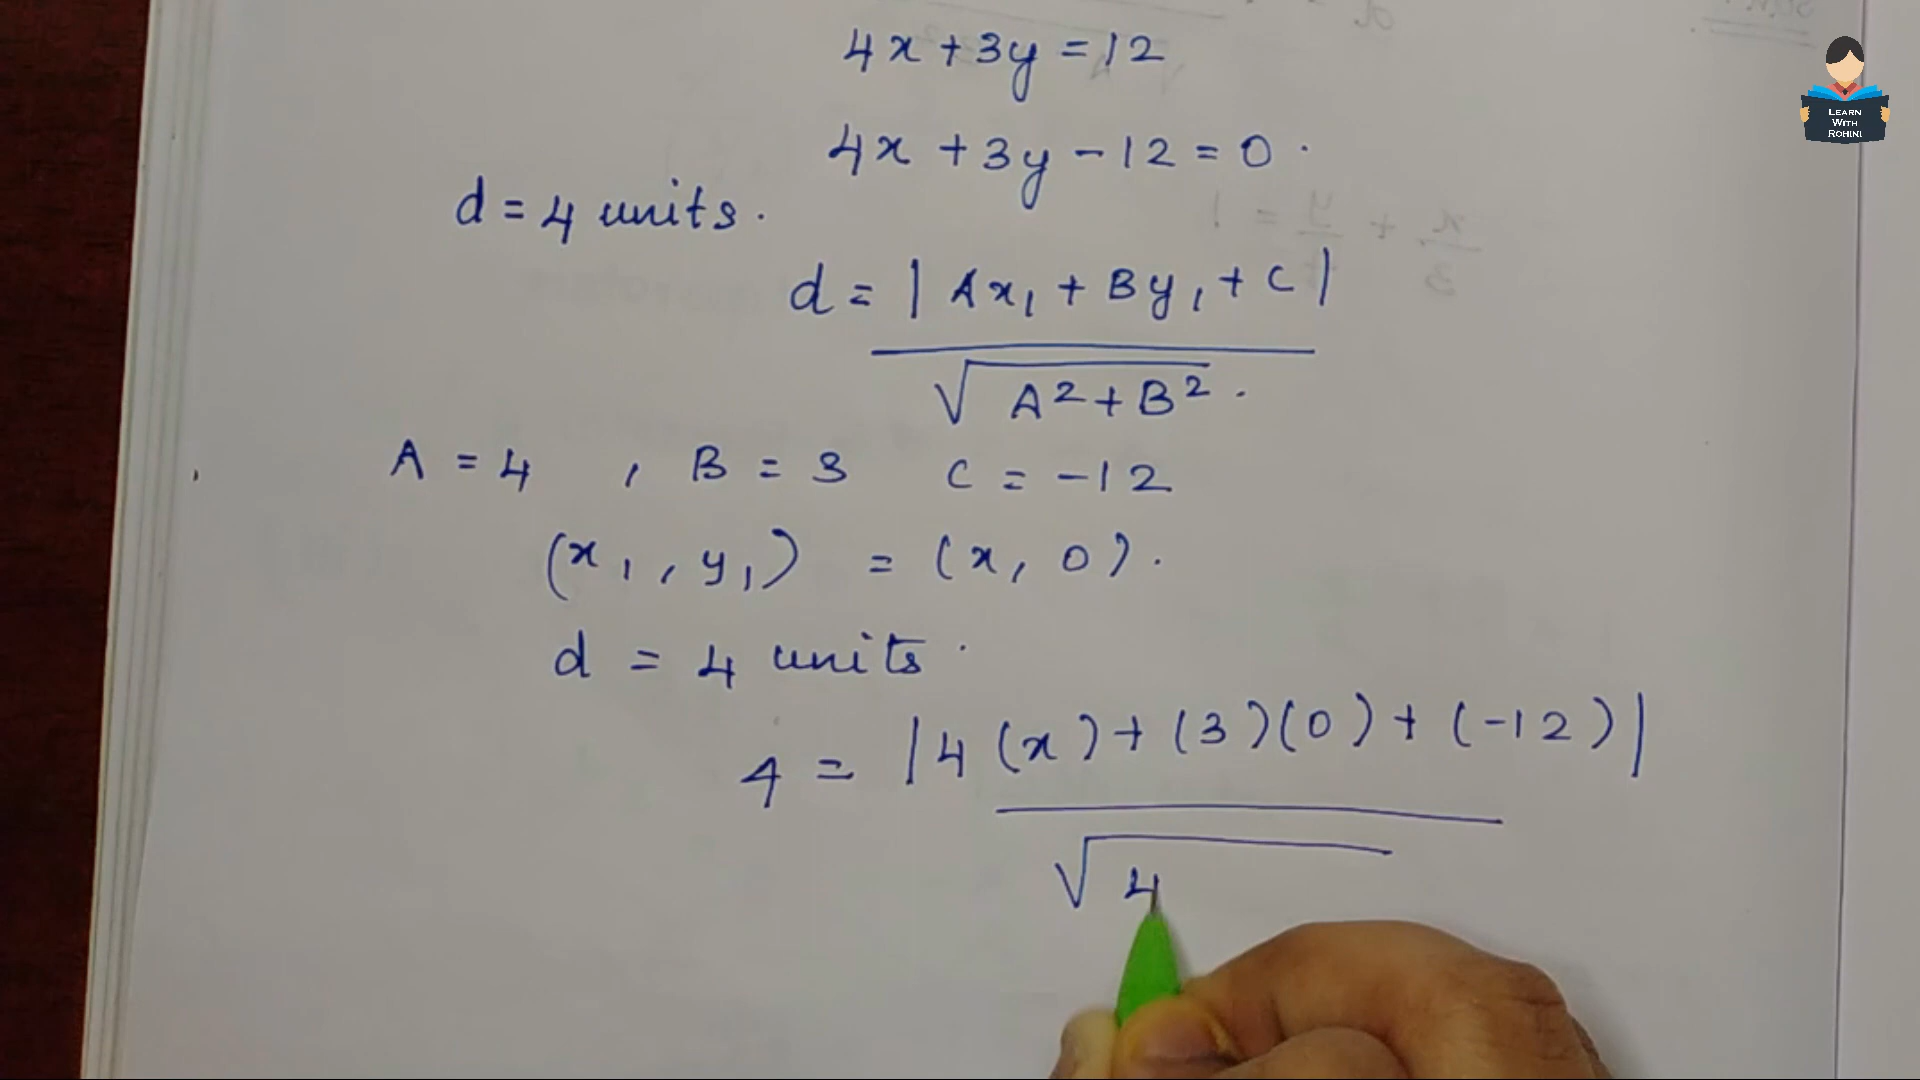 4x + 3y = 12
4x + 3y - 12 = 0.
d = 4 units.
d = | Ax₁ + By₁ + C |
√ A² + B².
A = 4 , B = 3 C = -12
(x₁, y₁) = (x, 0).
d = 4 units.
4 = | 4 (x) + (3)(0) + (-12) |
√ 4
LEARN
WITH
ROHINI